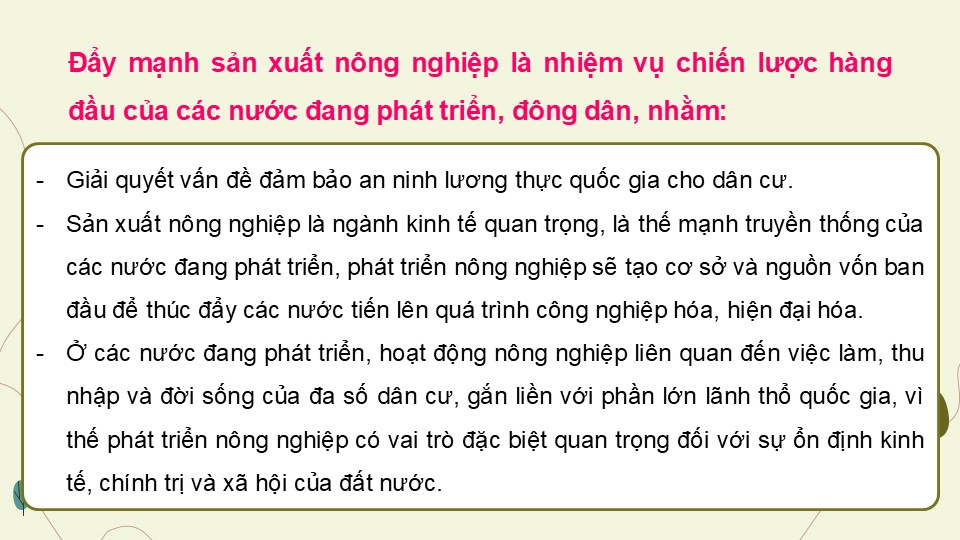 Đẩy mạnh sản xuất nông nghiệp là nhiệm vụ chiến lược hàng
đầu của các nước đang phát triển, đông dân, nhằm:
- Giải quyết vấn đề đảm bảo an ninh lương thực quốc gia cho dân cư.
- Sản xuất nông nghiệp là ngành kinh tế quan trọng, là thế mạnh truyền thống của
các nước đang phát triển, phát triển nông nghiệp sẽ tạo cơ sở và nguồn vốn ban
đầu để thúc đẩy các nước tiến lên quá trình công nghiệp hóa, hiện đại hóa.
- Ở các nước đang phát triển, hoạt động nông nghiệp liên quan đến việc làm, thu
nhập và đời sống của đa số dân cư, gắn liền với phần lớn lãnh thổ quốc gia, vì
thế phát triển nông nghiệp có vai trò đặc biệt quan trọng đối với sự ổn định kinh
tế, chính trị và xã hội của đất nước.